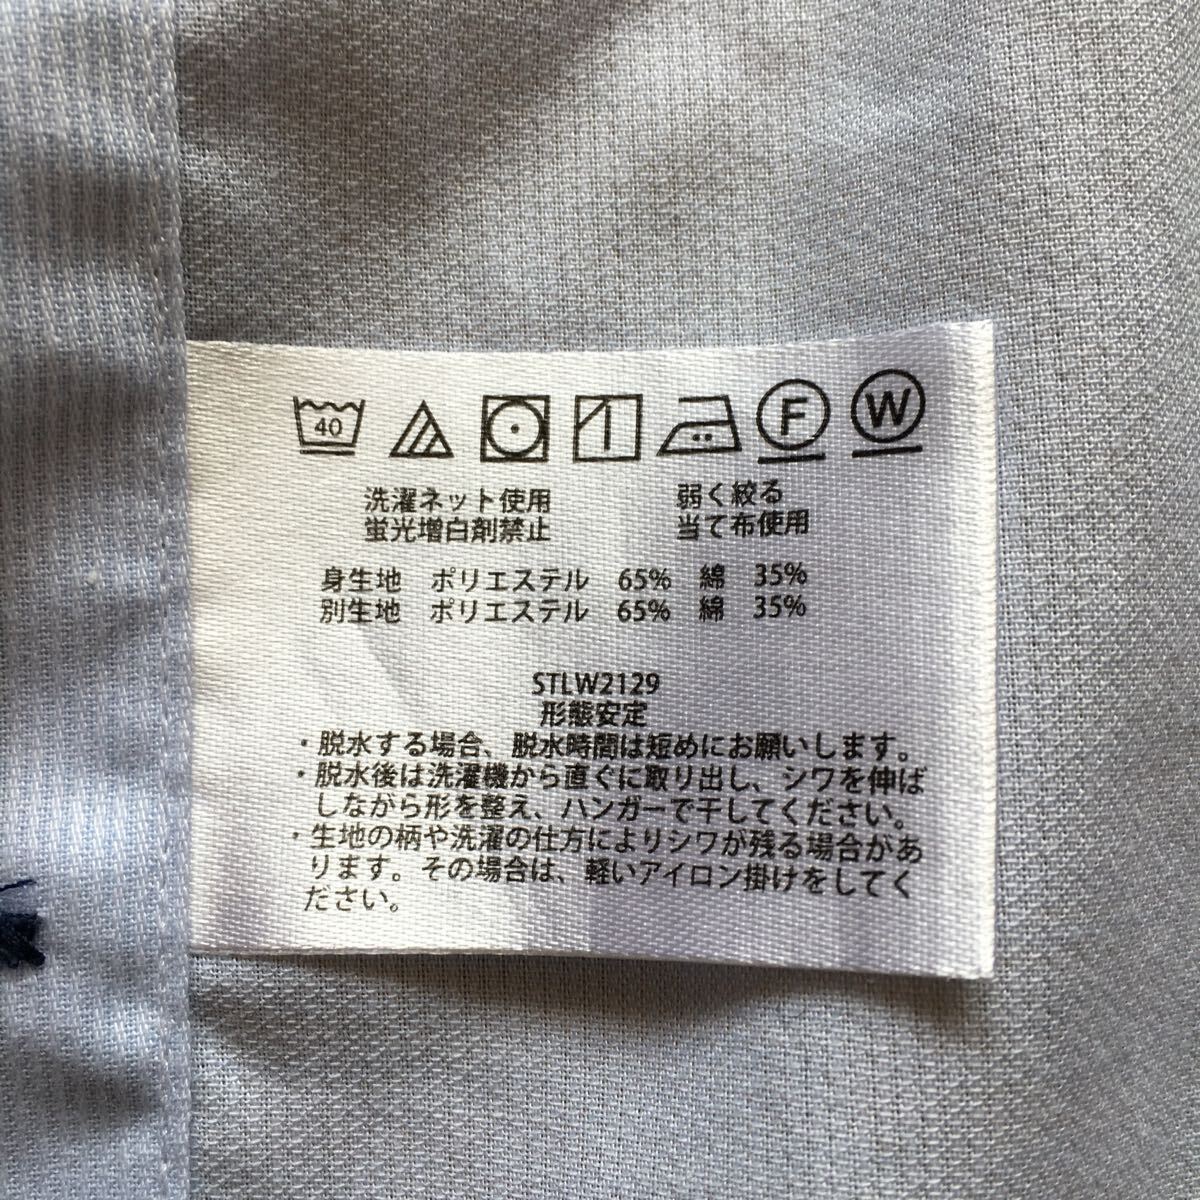 40 F W
洗濯ネット使用 弱く絞る
蛍光増白剤禁止 当て布使用
身生地 ポリエステル 65% 綿 35%
別生地 ポリエステル 65% 綿 35%
STLW2129
形態安定
・脱水する場合、脱水時間は短めにお願いします。
・脱水後は洗濯機から直ぐに取り出し、シワを伸ば
しながら形を整え、ハンガーで干してください。
・生地の柄や洗濯の仕方によりシワが残る場合があ
ります。その場合は、軽いアイロン掛けをしてく
ださい。